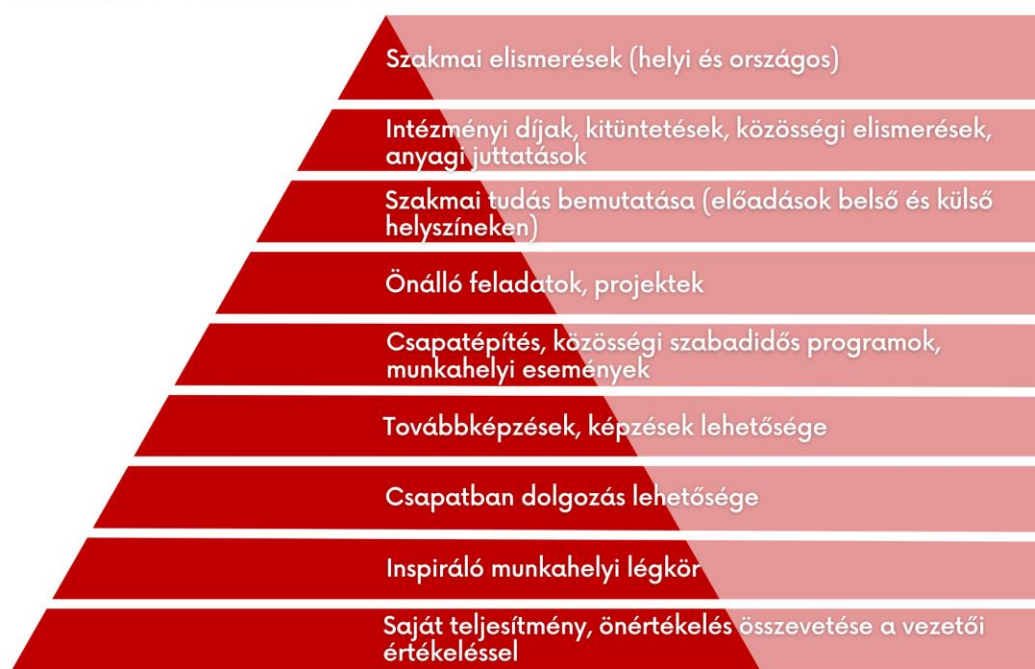 Szakmai elismerések (helyi és országos)
Intézményi díjak, kitüntetések, közösségi elismerések,
anyagi juttatások
Szakmai tudás bemutatása (előadások belső és külső
helyszíneken)
Önálló feladatok, projektek
Csapatépítés, közösségi szabadidős programok,
munkahelyi események
Továbbképzések, képzések lehetősége
Csapatban dolgozás lehetősége
Inspiráló munkahelyi légkör
Saját teljesítmény, önértékelés összevetése a vezetői
értékeléssel